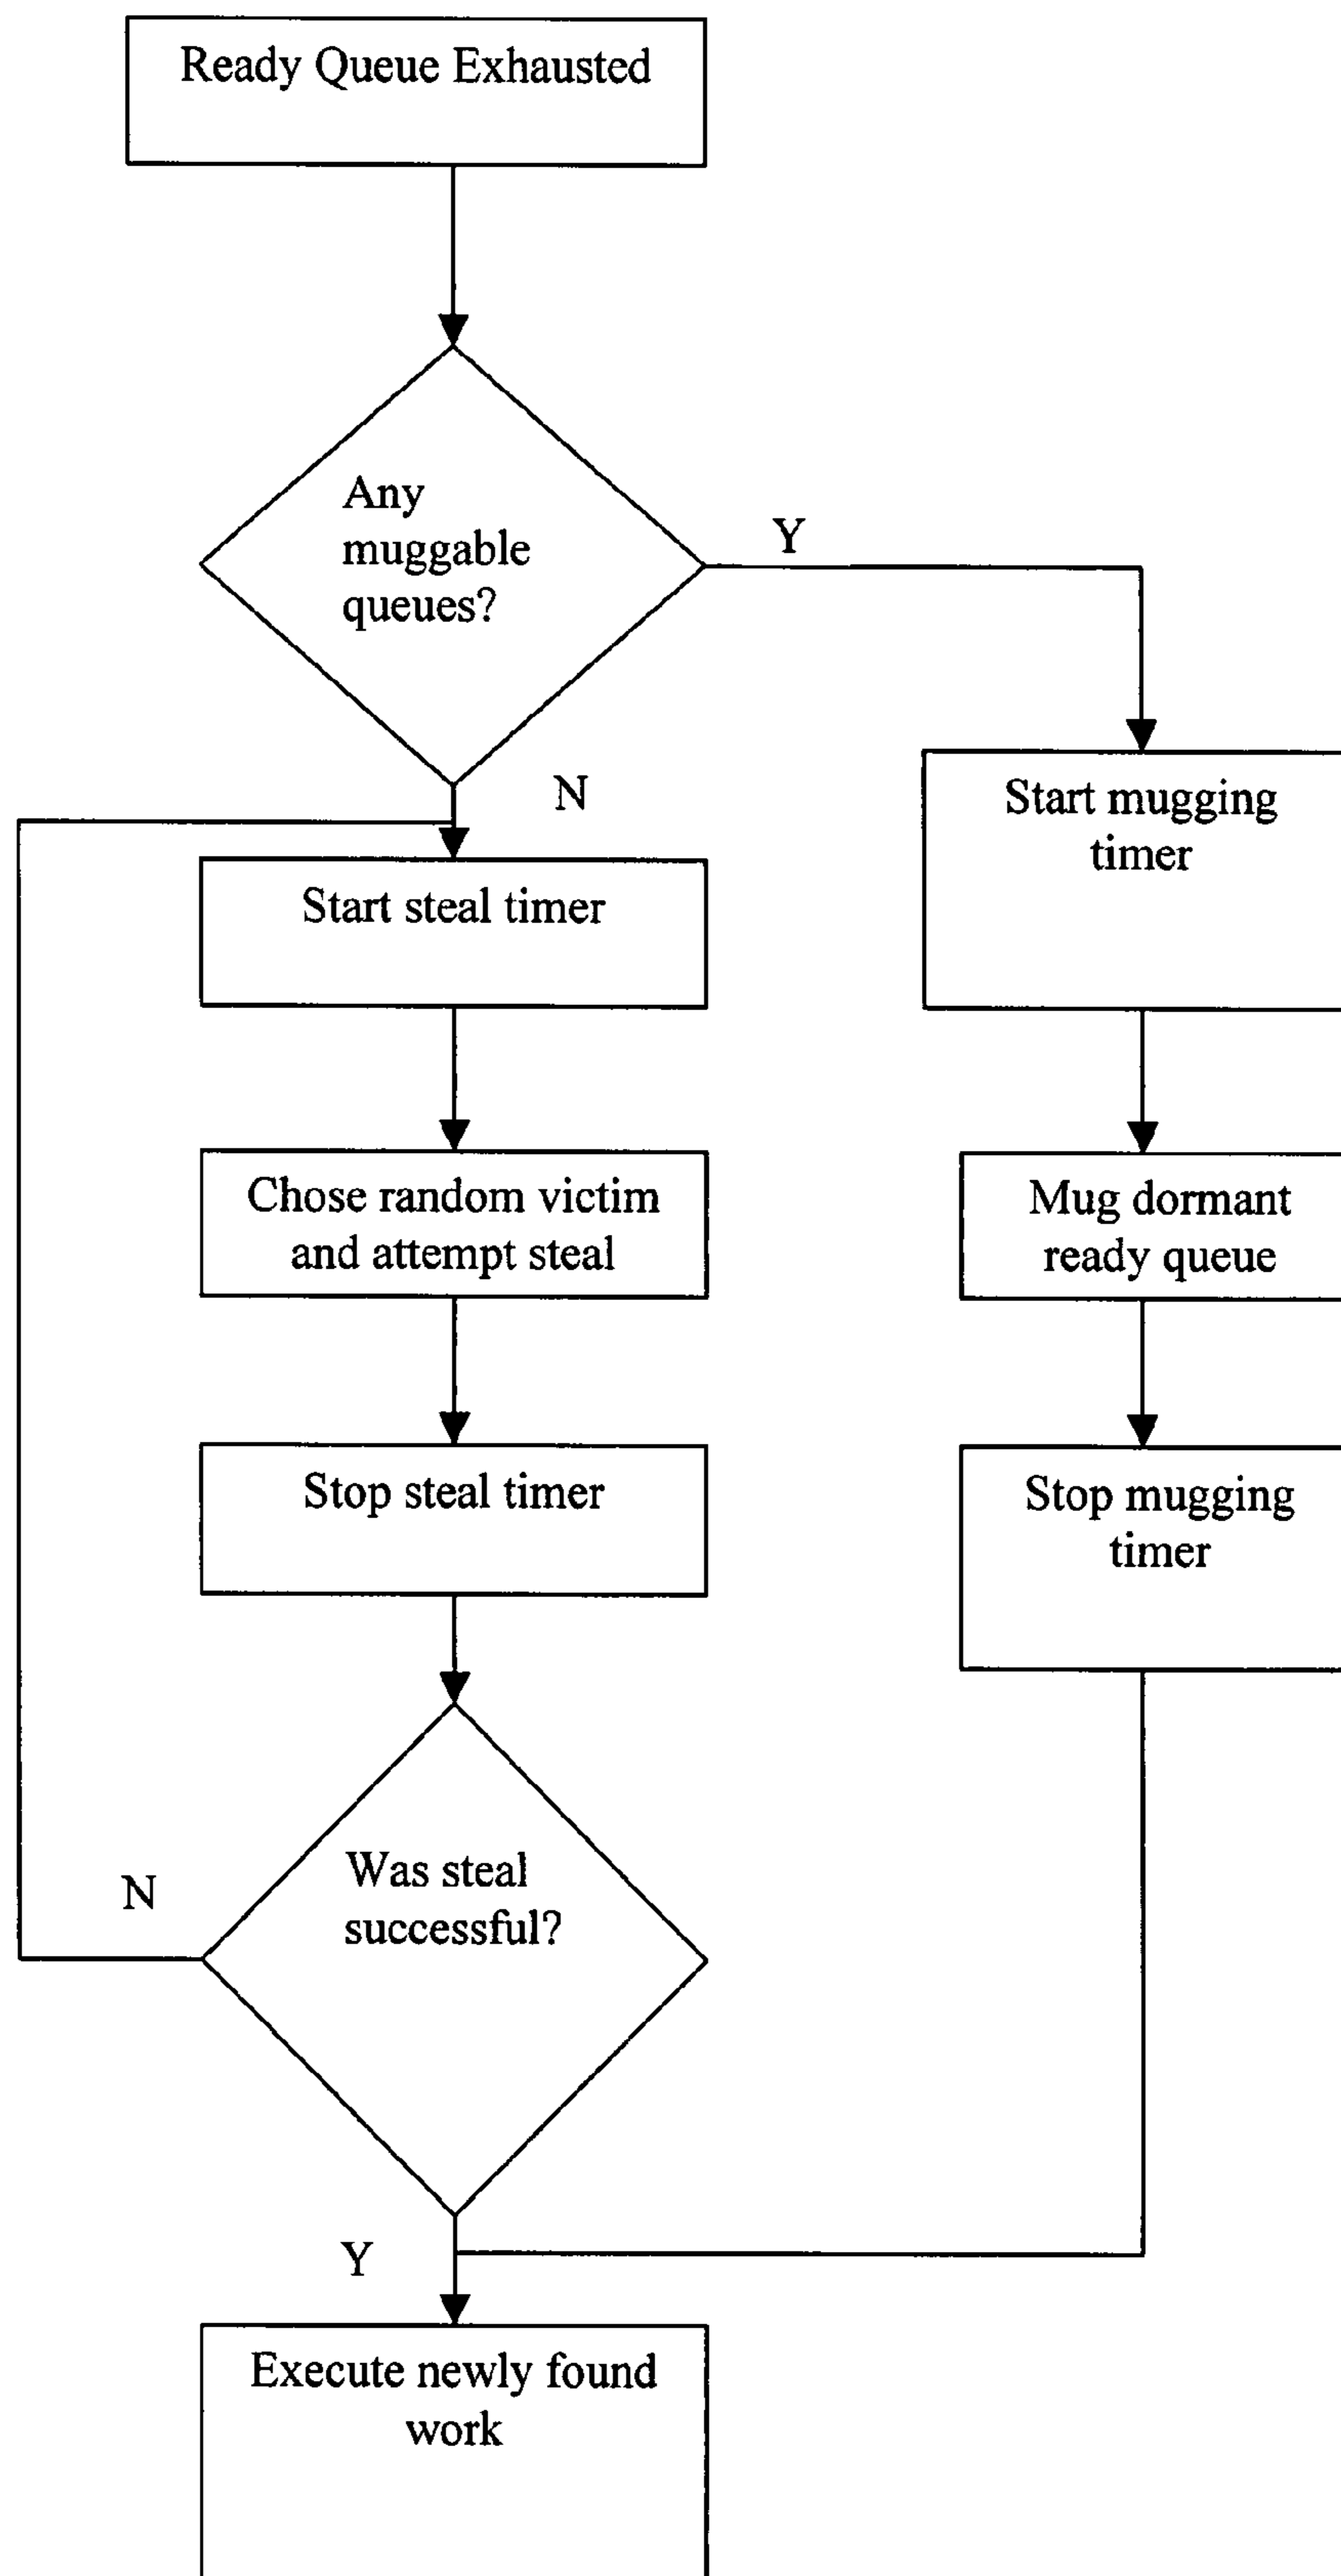 Ready Queue Exhausted
Any
muggable
queues?
Y
N
Start mugging
timer
Start steal timer
Chose random victim
and attempt steal
Mug dormant
ready queue
Stop steal timer
Stop mugging
timer
Was steal
successful?
N
Y
Execute newly found
work